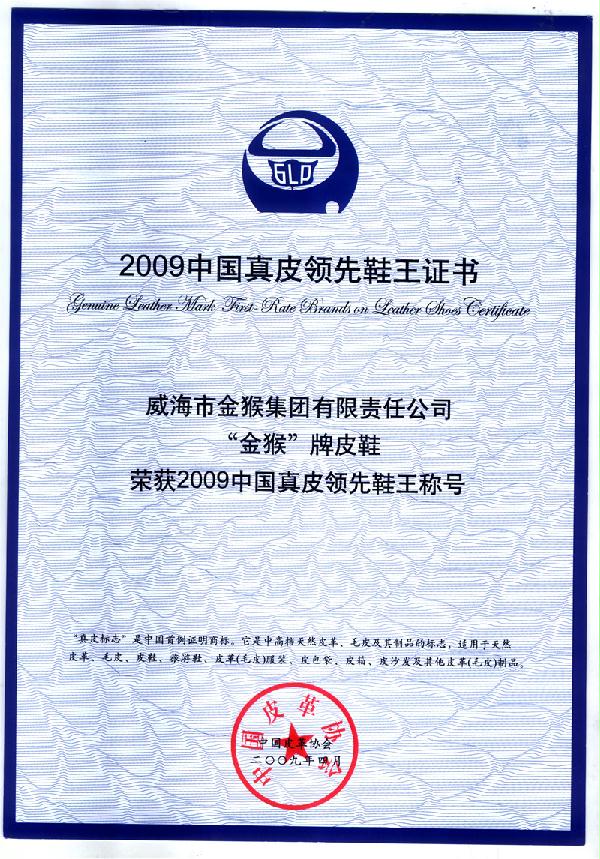 GLP
2009中国真皮领先鞋王证书
Genuine Leather Mark First-Rate Brands on Leather Shoes Certificate
威海市金猴集团有限责任公司
“金猴”牌皮鞋
荣获2009中国真皮领先鞋王称号
“真皮标志”是中国首例证明商标。它是中高档天然皮革、毛皮及其制品的标志，适用于天然
皮革、毛皮、皮鞋、旅游鞋、皮革(毛皮)服装、皮包袋、皮箱、皮沙发及其他皮革(毛皮)制品。
中国皮革协会
中国皮革协会
二〇〇九年四月